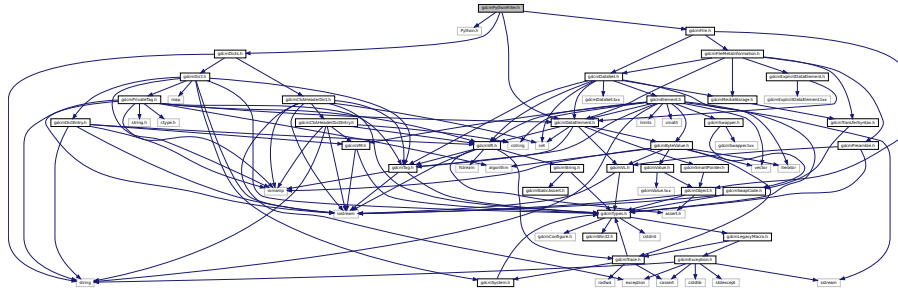 gdcmPythonFilter.h
Python.h
gdcmFile.h
gdcmDicts.h
gdcmFileMetaInformation.h
gdcmDict.h
gdcmDataSet.h
gdcmExplicitDataElement.h
gdcmPrivateTag.h
map
gdcmCSAHeaderDict.h
gdcmDataSet.txx
gdcmElement.h
gdcmMediaStorage.h
gdcmExplicitDataElement.txx
gdcmDictEntry.h
string.h
ctype.h
gdcmCSAHeaderDictEntry.h
gdcmDataElement.h
limits
cmath
gdcmSwapper.h
gdcmTransferSyntax.h
gdcmVM.h
gdcmVR.h
cstring
set
gdcmByteValue.h
gdcmSwapper.txx
gdcmPreamble.h
gdcmTag.h
fstream
algorithm
gdcmString.h
gdcmVL.h
gdcmValue.h
gdcmSmartPointer.h
vector
iterator
iomanip
gdcmStaticAssert.h
gdcmValue.txx
gdcmObject.h
gdcmSwapCode.h
iostream
gdcmTypes.h
assert.h
gdcmConfigure.h
gdcmWin32.h
cstdint
gdcmLegacyMacro.h
gdcmTrace.h
gdcmException.h
string
gdcmSystem.h
iosfwd
exception
cassert
cstdlib
stdexcept
sstream